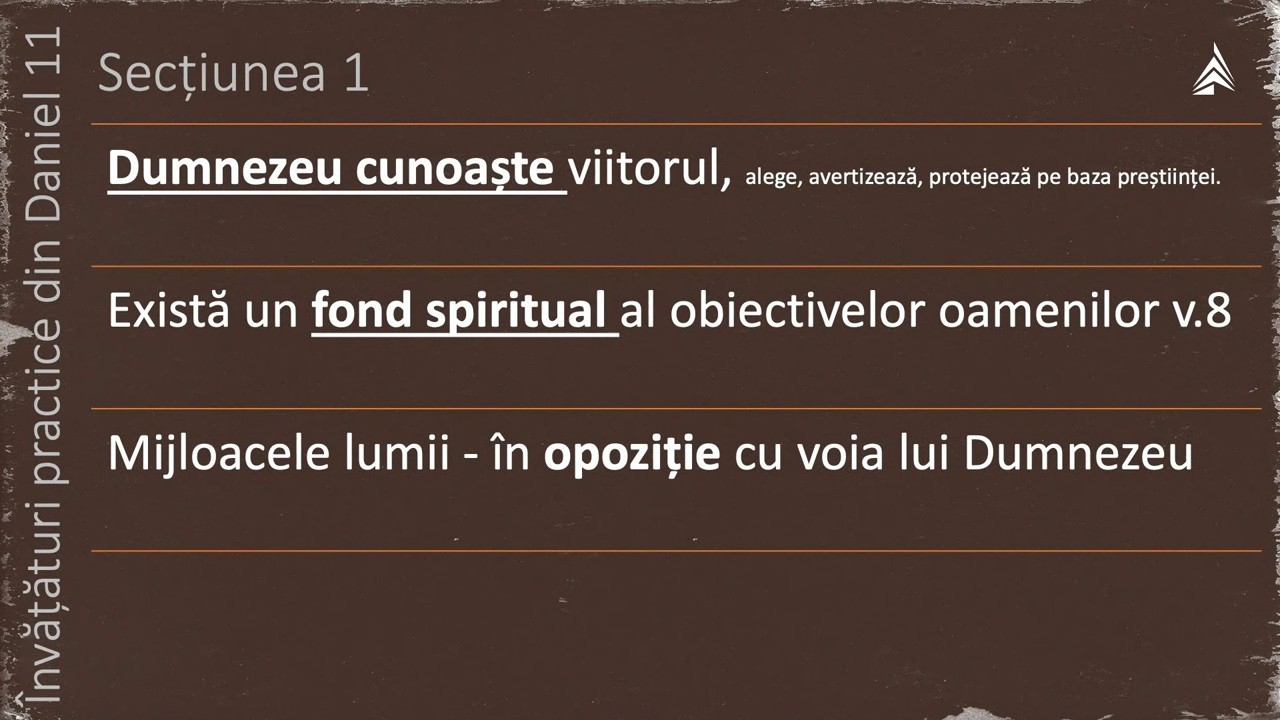 Învățături practice din Daniel 11
Secțiunea 1
Dumnezeu cunoaște viitorul, alege, avertizează, protejează pe baza preștiinței.
Există un fond spiritual al obiectivelor oamenilor v.8
Mijloacele lumii - în opoziție cu voia lui Dumnezeu